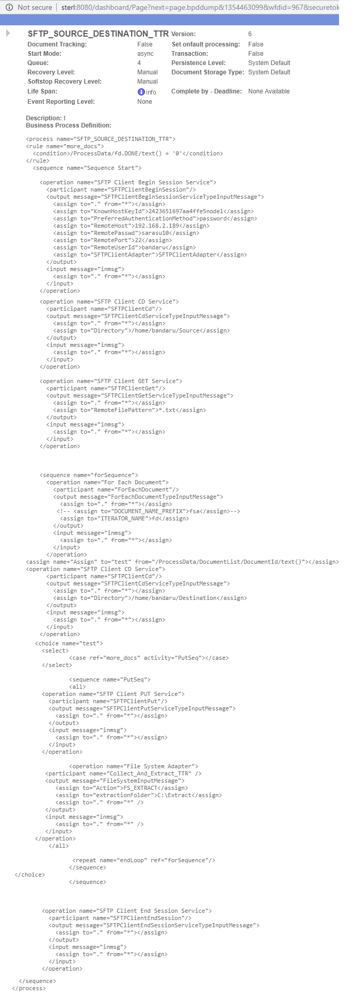 Not secure | sterl:8080/dashboard/Page?next=page.bpddump&1354463099&wfdid=967&securetok
SFTP_SOURCE_DESTINATION_TTR Version: 6
Document Tracking: False Set onfault processing: False
Start Mode: async Transaction: False
Queue: 4 Persistence Level: System Default
Recovery Level: Manual Document Storage Type: System Default
Softstop Recovery Level: Manual
Life Span: info Complete by - Deadline: None Available
Event Reporting Level: None
Description: t
Business Process Definition:
<process name="SFTP_SOURCE_DESTINATION_TTR">
<rule name="more_docs">
<condition>/ProcessData/fd.DONE/text() = '0'</condition>
</rule>
<sequence name="Sequence Start">
<operation name="SFTP Client Begin Session Service">
<participant name="SFTPClientBeginSession"/>
<output message="SFTPClientBeginSessionServiceTypeInputMessage">
<assign to="." from="*"></assign>
<assign to="KnownHostKeyId">2423651697aa4ffe5node1</assign>
<assign to="PreferredAuthenticationMethod">password</assign>
<assign to="RemoteHost">192.168.2.189</assign>
<assign to="RemotePasswd">sarasu10</assign>
<assign to="RemotePort">22</assign>
<assign to="RemoteUserId">bandaru</assign>
<assign to="SFTPClientAdapter">SFTPClientAdapter</assign>
</output>
<input message="inmsg">
<assign to="." from="*"></assign>
</input>
</operation>
<operation name="SFTP Client CD Service">
<participant name="SFTPClientCd"/>
<output message="SFTPClientCdServiceTypeInputMessage">
<assign to="." from="*"></assign>
<assign to="Directory">/home/bandaru/Source</assign>
</output>
<input message="inmsg">
<assign to="." from="*"></assign>
</input>
</operation>
<operation name="SFTP Client GET Service">
<participant name="SFTPClientGet"/>
<output message="SFTPClientGetServiceTypeInputMessage">
<assign to="." from="*"></assign>
<assign to="RemoteFilePattern">*.txt</assign>
</output>
<input message="inmsg">
<assign to="." from="*"></assign>
</input>
</operation>
<sequence name="forSequence">
<operation name="For Each Document">
<participant name="ForEachDocument"/>
<output message="ForEachDocumentTypeInputMessage">
<assign to="." from="*"></assign>
<!-- <assign to="DOCUMENT_NAME_PREFIX">fsa</assign>-->
<assign to="ITERATOR_NAME">fd</assign>
</output>
<input message="inmsg">
<assign to="." from="*"></assign>
</input>
</operation>
<assign name="Assign" to="test" from="/ProcessData/DocumentList/DocumentId/text()"></assign>
<operation name="SFTP Client CD Service">
<participant name="SFTPClientCd"/>
<output message="SFTPClientCdServiceTypeInputMessage">
<assign to="." from="*"></assign>
<assign to="Directory">/home/bandaru/Destination</assign>
</output>
<input message="inmsg">
<assign to="." from="*"></assign>
</input>
</operation>
<choice name="test">
<select>
<case ref="more_docs" activity="PutSeq"></case>
</select>
<sequence name="PutSeq">
<all>
<operation name="SFTP Client PUT Service">
<participant name="SFTPClientPut"/>
<output message="SFTPClientPutServiceTypeInputMessage">
<assign to="." from="*"></assign>
</output>
<input message="inmsg">
<assign to="." from="*"></assign>
</input>
</operation>
<operation name="File System Adapter">
<participant name="Collect_And_Extract_TTR" />
<output message="FileSystemInputMessage">
<assign to="Action">FS_EXTRACT</assign>
<assign to="extractionFolder">C:\Extract</assign>
<assign to="." from="*" />
</output>
<input message="inmsg">
<assign to="." from="*" />
</input>
</operation>
</all>
<repeat name="endLoop" ref="forSequence"/>
</sequence>
</choice>
</sequence>
<operation name="SFTP Client End Session Service">
<participant name="SFTPClientEndSession"/>
<output message="SFTPClientEndSessionServiceTypeInputMessage">
<assign to="." from="*"></assign>
</output>
<input message="inmsg">
<assign to="." from="*"></assign>
</input>
</operation>
</sequence>
</process>